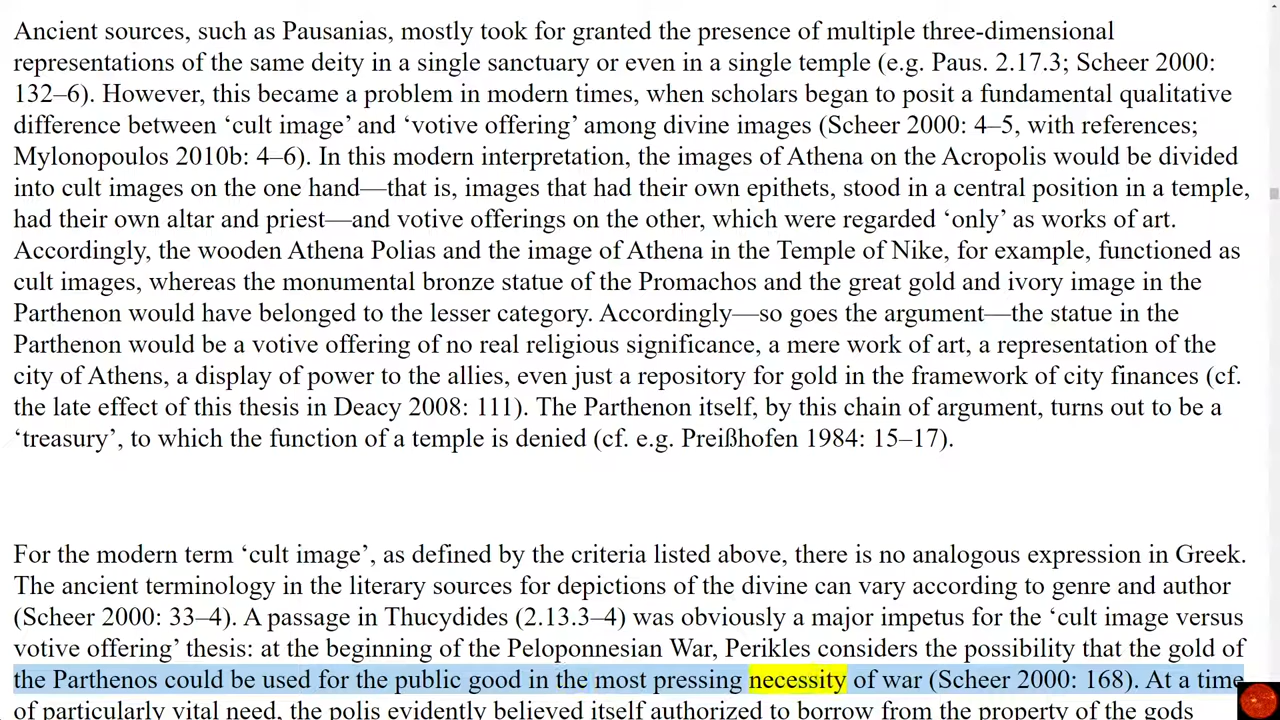 Ancient sources, such as Pausanias, mostly took for granted the presence of multiple three-dimensional
representations of the same deity in a single sanctuary or even in a single temple (e.g. Paus. 2.17.3; Scheer 2000:
132–6). However, this became a problem in modern times, when scholars began to posit a fundamental qualitative
difference between ‘cult image’ and ‘votive offering’ among divine images (Scheer 2000: 4–5, with references;
Mylonopoulos 2010b: 4–6). In this modern interpretation, the images of Athena on the Acropolis would be divided
into cult images on the one hand—that is, images that had their own epithets, stood in a central position in a temple,
had their own altar and priest—and votive offerings on the other, which were regarded ‘only’ as works of art.
Accordingly, the wooden Athena Polias and the image of Athena in the Temple of Nike, for example, functioned as
cult images, whereas the monumental bronze statue of the Promachos and the great gold and ivory image in the
Parthenon would have belonged to the lesser category. Accordingly—so goes the argument—the statue in the
Parthenon would be a votive offering of no real religious significance, a mere work of art, a representation of the
city of Athens, a display of power to the allies, even just a repository for gold in the framework of city finances (cf.
the late effect of this thesis in Deacy 2008: 111). The Parthenon itself, by this chain of argument, turns out to be a
‘treasury’, to which the function of a temple is denied (cf. e.g. Preißhofen 1984: 15–17).
For the modern term ‘cult image’, as defined by the criteria listed above, there is no analogous expression in Greek.
The ancient terminology in the literary sources for depictions of the divine can vary according to genre and author
(Scheer 2000: 33–4). A passage in Thucydides (2.13.3–4) was obviously a major impetus for the ‘cult image versus
votive offering’ thesis: at the beginning of the Peloponnesian War, Perikles considers the possibility that the gold of
the Parthenos could be used for the public good in the most pressing necessity of war (Scheer 2000: 168). At a time
of particularly vital need, the polis evidently believed itself authorized to borrow from the property of the gods